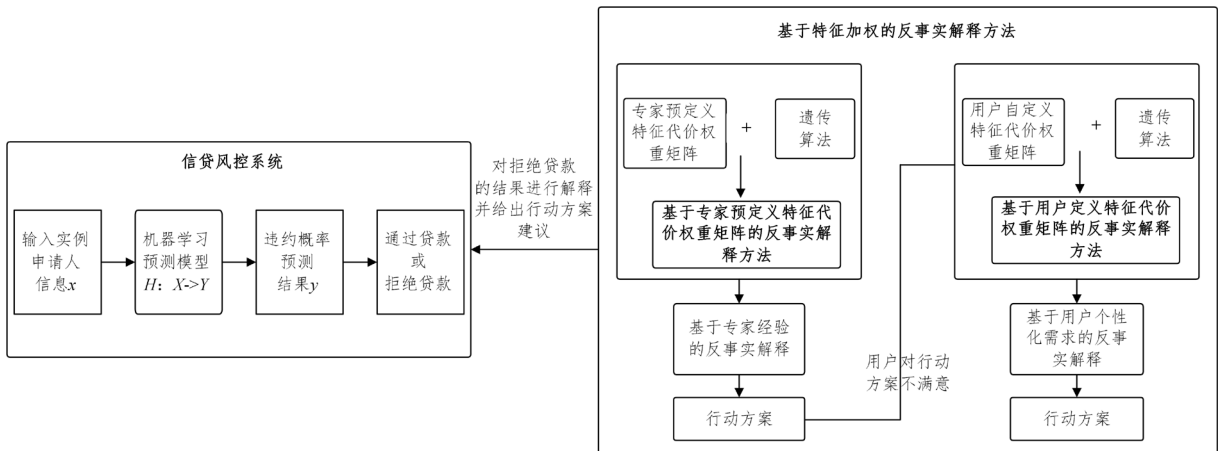 基于特征加权的反事实解释方法
专家预定义
特征代价权
重矩阵
+
遗传
算法
基于专家预定义特征代
价权重矩阵的反事实解
释方法
基于专家经验
的反事实解释
行动方案
用户对行动
方案不满意
用户自定义
特征代价权
重矩阵
+
遗传
算法
基于用户定义特征代价
权重矩阵的反事实解释
方法
基于用户个性
化需求的反事
实解释
行动方案
对拒绝贷款
的结果进行解释
并给出行动方案
建议
信贷风控系统
输入实例
申请人
信息x
机器学习
预测模型
H：X->Y
违约概率
预测
结果y
通过贷款
或
拒绝贷款